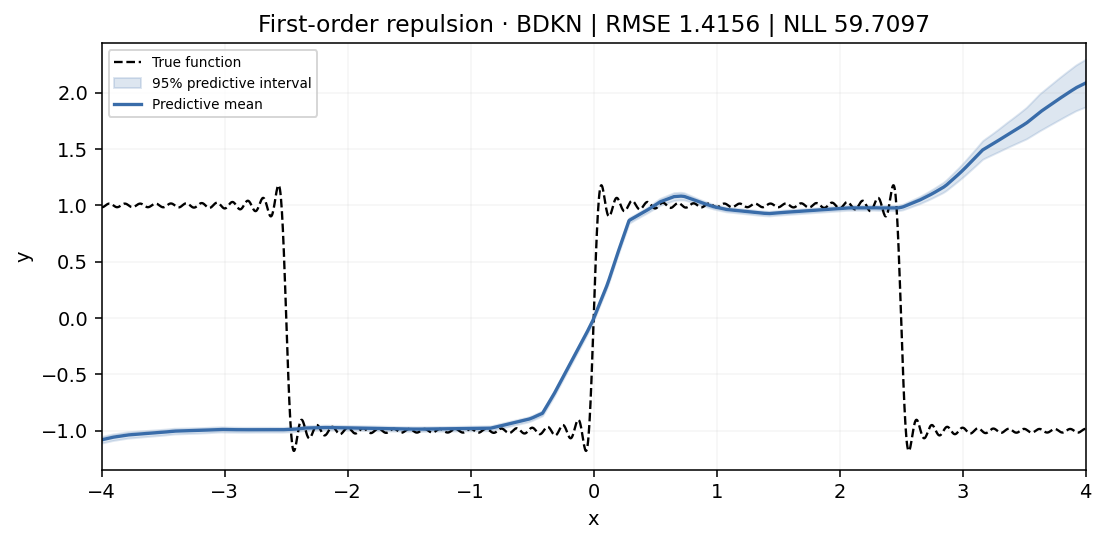 First-order repulsion · BDKN | RMSE 1.4156 | NLL 59.7097
True function
95% predictive interval
Predictive mean
y
2.0
1.5
1.0
0.5
0.0
−0.5
−1.0
−4 −3 −2 −1 0 1 2 3 4
x